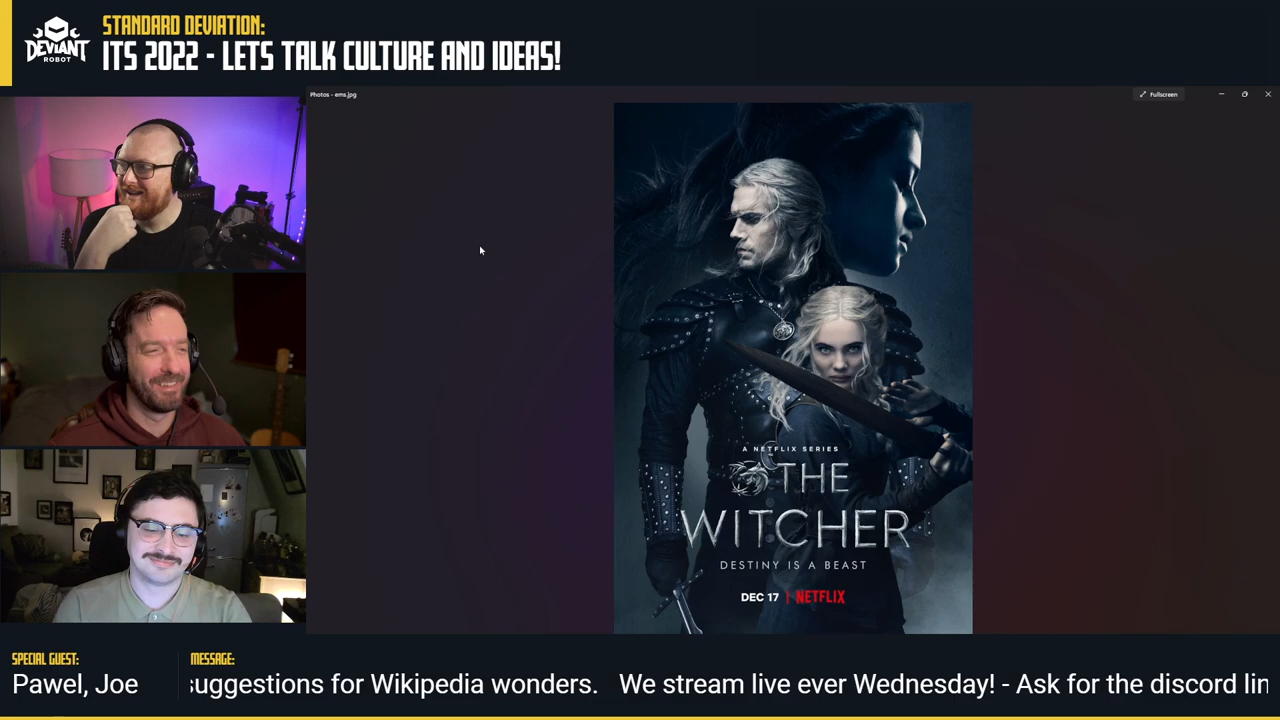 DEVIANT
ROBOT
STANDARD DEVIATION:
ITS 2022 - LETS TALK CULTURE AND IDEAS!
Photos - ems.jpg
Fullscreen
A NETFLIX SERIES
THE
WITCHER
DESTINY IS A BEAST
DEC 17 | NETFLIX
SPECIAL GUEST:
Pawel, Joe
MESSAGE:
suggestions for Wikipedia wonders. We stream live ever Wednesday! - Ask for the discord lin